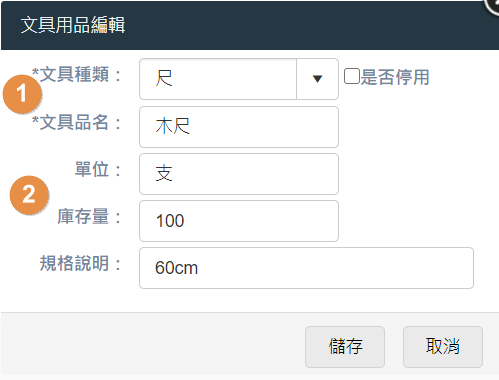 文具用品編輯
*文具種類： 尺 ▼ 是否停用
1
*文具品名： 木尺
單位： 支
2
庫存量： 100
規格說明： 60cm
儲存 取消